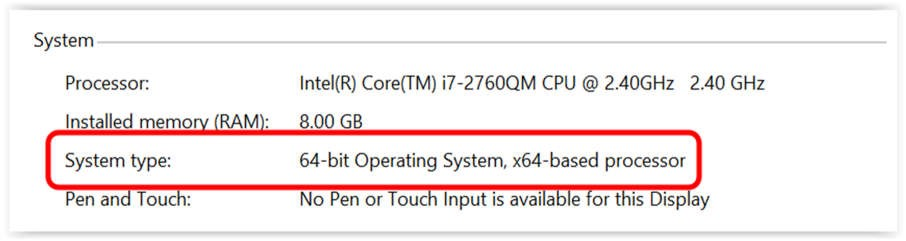 System
Processor: Intel(R) Core(TM) i7-2760QM CPU @ 2.40GHz 2.40 GHz
Installed memory (RAM): 8.00 GB
System type: 64-bit Operating System, x64-based processor
Pen and Touch: No Pen or Touch Input is available for this Display